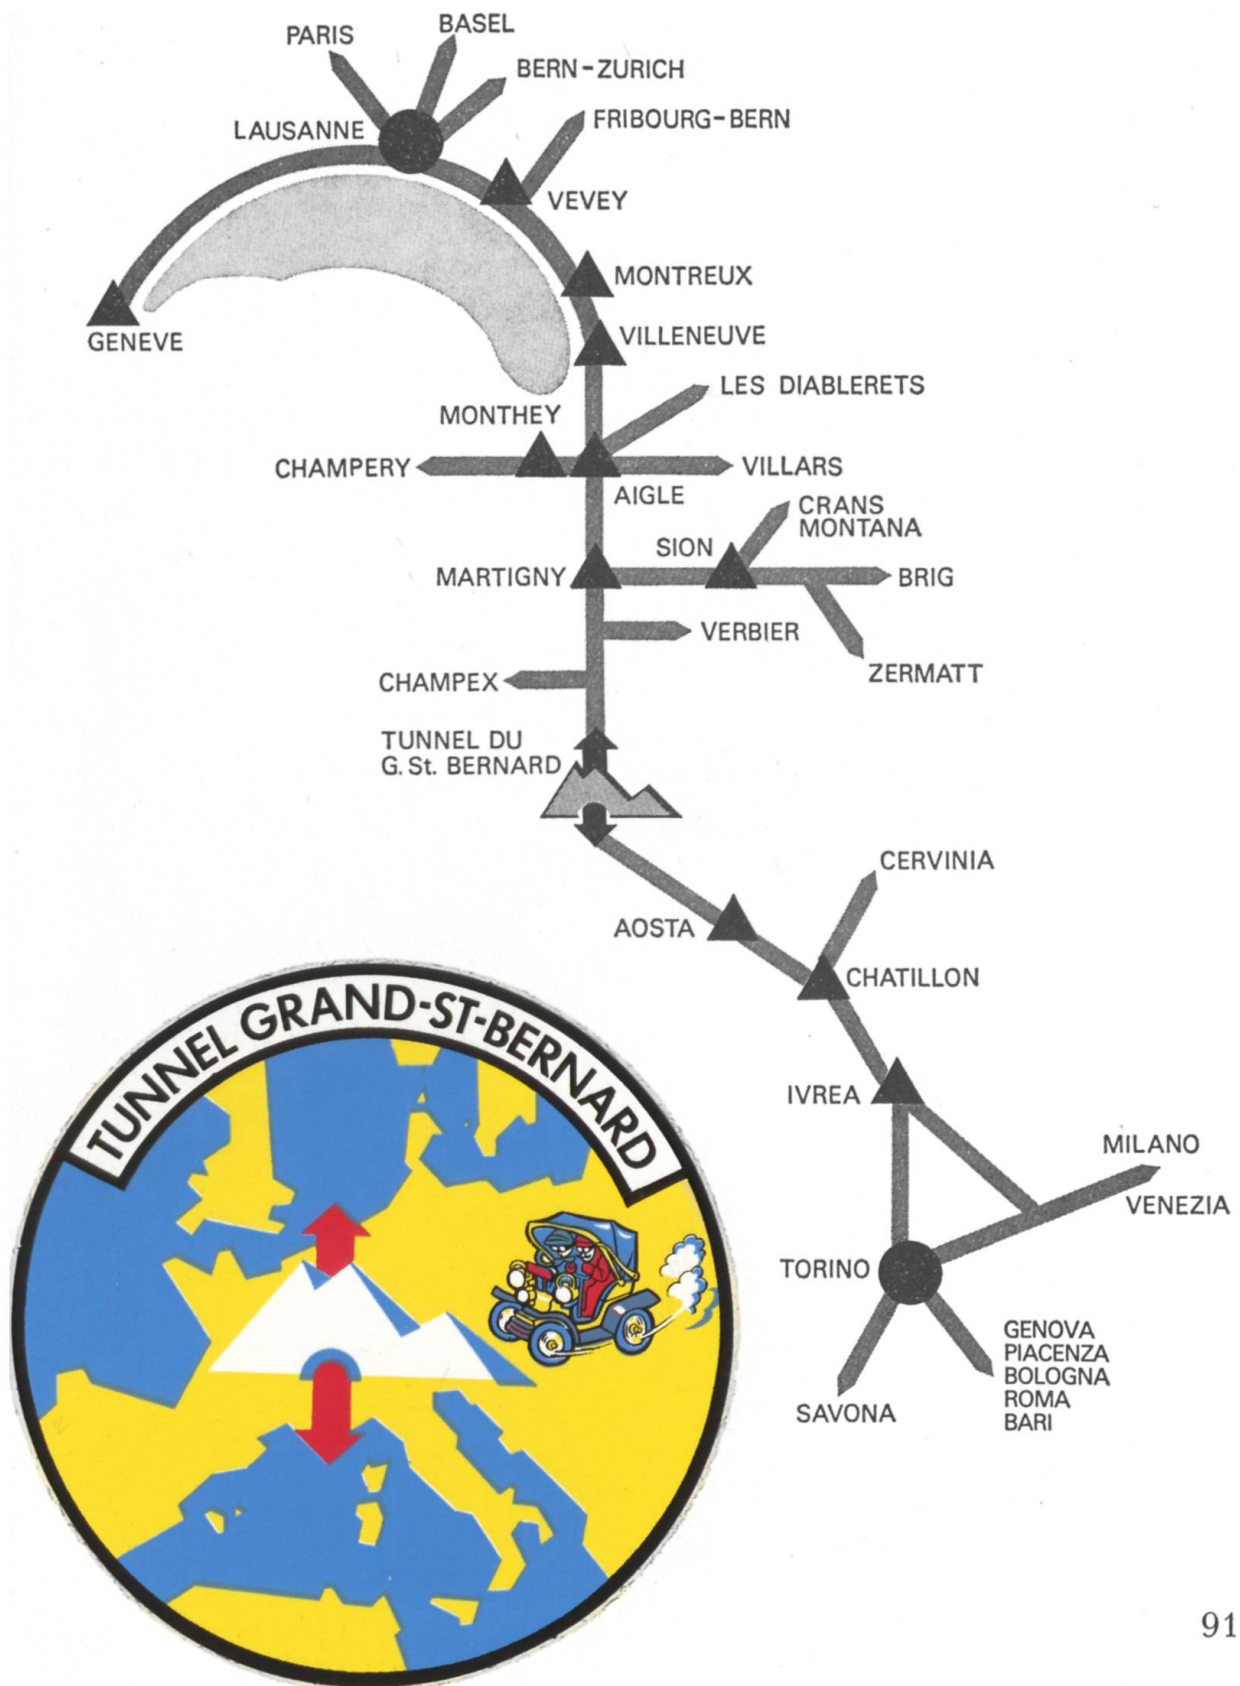 PARIS
BASEL
BERN-ZURICH
LAUSANNE
FRIBOURG-BERN
VEVEY
MONTREUX
GENEVE
VILLENEUVE
LES DIABLERETS
MONTHEY
CHAMPERY
VILLARS
AIGLE
CRANS
MONTANA
SION
MARTIGNY
BRIG
VERBIER
ZERMATT
CHAMPEX
TUNNEL DU
G. St. BERNARD
CERVINIA
AOSTA
CHATILLON
IVREA
MILANO
VENEZIA
TORINO
GENOVA
PIACENZA
BOLOGNA
ROMA
BARI
SAVONA
TUNNEL GRAND-ST-BERNARD
91